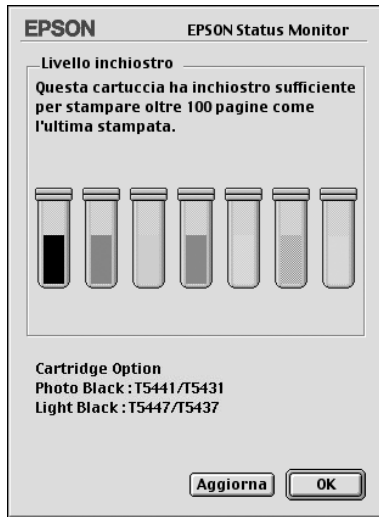 EPSON EPSON Status Monitor
Livello inchiostro
Questa cartuccia ha inchiostro sufficiente
per stampare oltre 100 pagine come
l'ultima stampata.
Cartridge Option
Photo Black : T5441/T5431
Light Black : T5447/T5437
Aggiorna OK